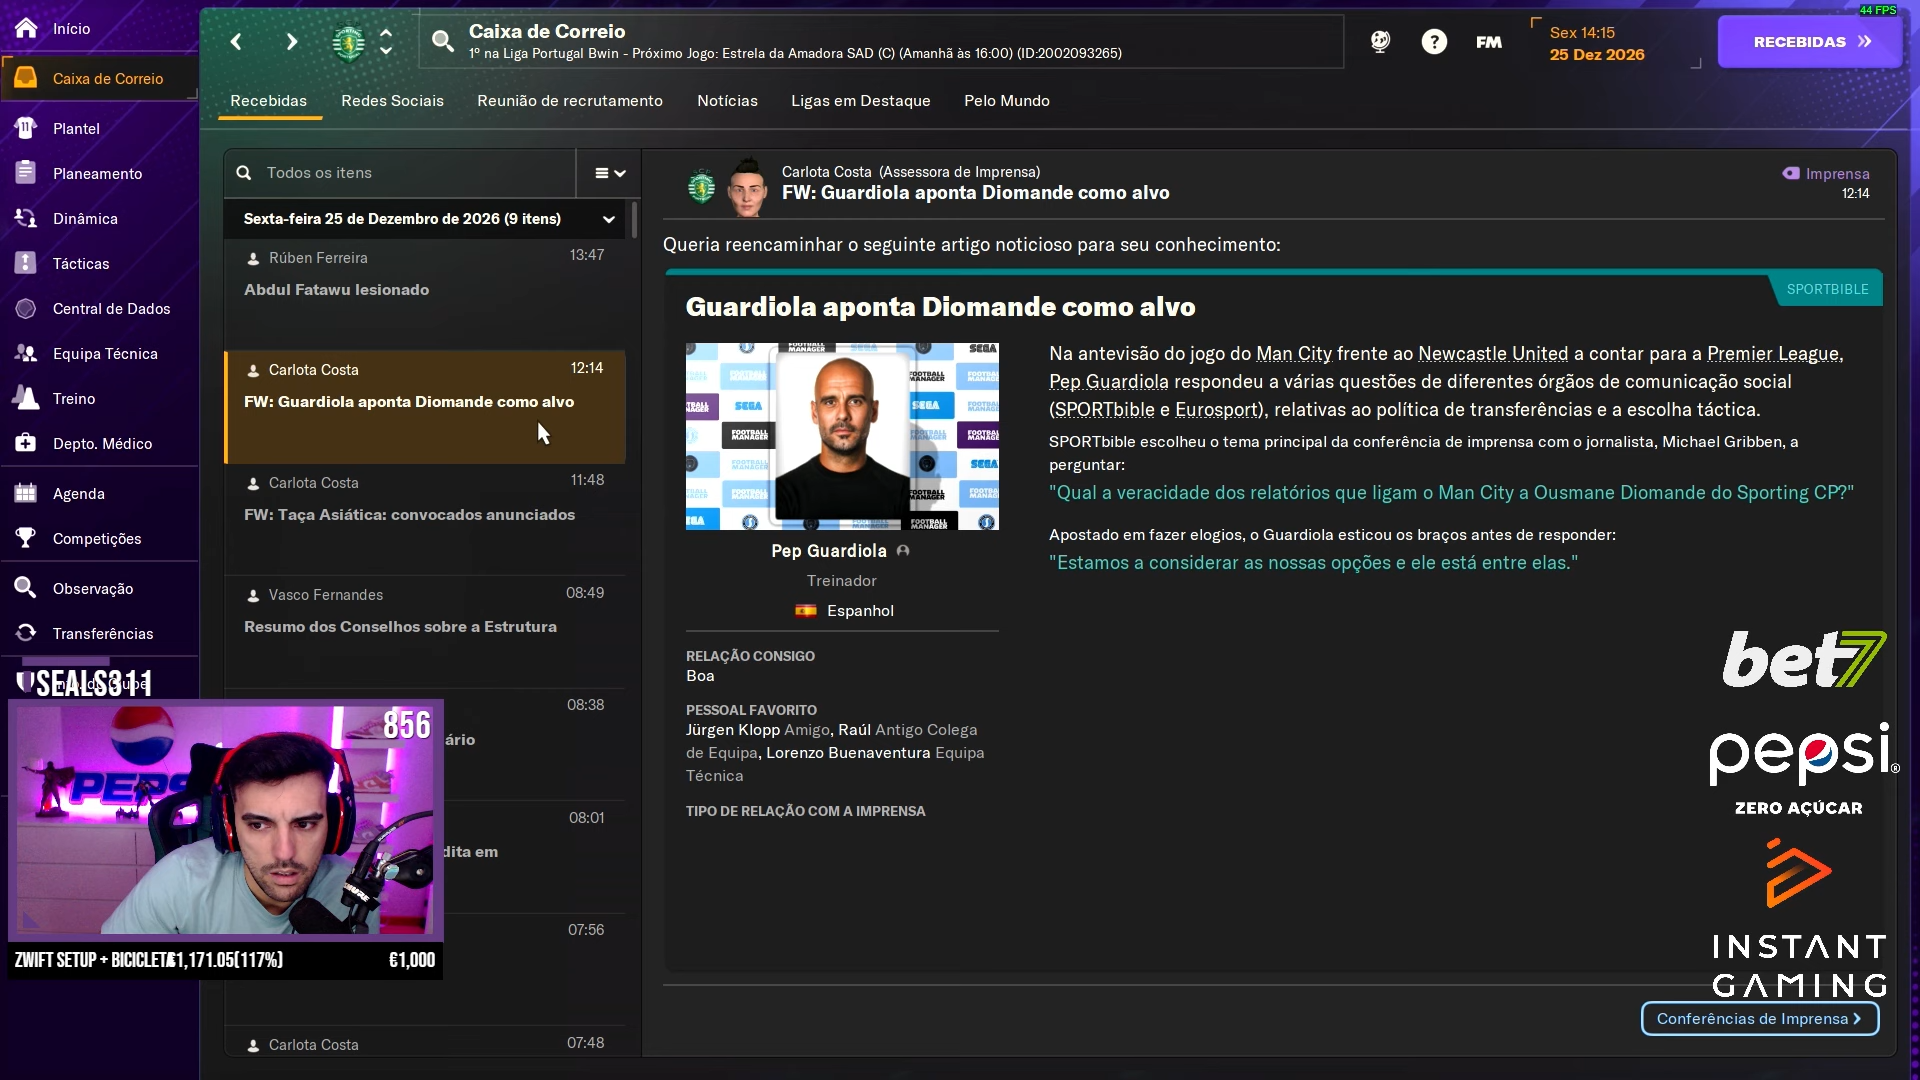 44 FPS
Início
Caixa de Correio
Plantel
Planeamento
Dinâmica
Tácticas
Central de Dados
Equipa Técnica
Treino
Depto. Médico
Agenda
Competições
Observação
Transferências
Caixa de Correio
1º na Liga Portugal Bwin - Próximo Jogo: Estrela da Amadora SAD (C) (Amanhã às 16:00) (ID:2002093265)
FM
Sex 14:15
25 Dez 2026
RECEBIDAS
Recebidas
Redes Sociais
Reunião de recrutamento
Notícias
Ligas em Destaque
Pelo Mundo
Todos os itens
Sexta-feira 25 de Dezembro de 2026 (9 itens)
Rúben Ferreira 13:47
Abdul Fatawu lesionado
Carlota Costa 12:14
FW: Guardiola aponta Diomande como alvo
Carlota Costa 11:48
FW: Taça Asiática: convocados anunciados
Vasco Fernandes 08:49
Resumo dos Conselhos sobre a Estrutura
08:38
ário
08:01
dita em
07:56
Carlota Costa 07:48
Carlota Costa (Assessora de Imprensa)
FW: Guardiola aponta Diomande como alvo
Imprensa
12:14
Queria reencaminhar o seguinte artigo noticioso para seu conhecimento:
SPORTBIBLE
Guardiola aponta Diomande como alvo
Pep Guardiola
Treinador
Espanhol
RELAÇÃO CONSIGO
Boa
PESSOAL FAVORITO
Jürgen Klopp Amigo, Raúl Antigo Colega
de Equipa, Lorenzo Buenaventura Equipa
Técnica
TIPO DE RELAÇÃO COM A IMPRENSA
Na antevisão do jogo do Man City frente ao Newcastle United a contar para a Premier League,
Pep Guardiola respondeu a várias questões de diferentes órgãos de comunicação social
(SPORTbible e Eurosport), relativas ao política de transferências e a escolha táctica.
SPORTbible escolheu o tema principal da conferência de imprensa com o jornalista, Michael Gribben, a
perguntar:
"Qual a veracidade dos relatórios que ligam o Man City a Ousmane Diomande do Sporting CP?"
Apostado em fazer elogios, o Guardiola esticou os braços antes de responder:
"Estamos a considerar as nossas opções e ele está entre elas."
Conferências de Imprensa
SEALS311
856
PEPS
ZWIFT SETUP + BICICLETA €1,171.05(117%) €1,000
bet7
pepsi
ZERO AÇÚCAR
INSTANT
GAMING